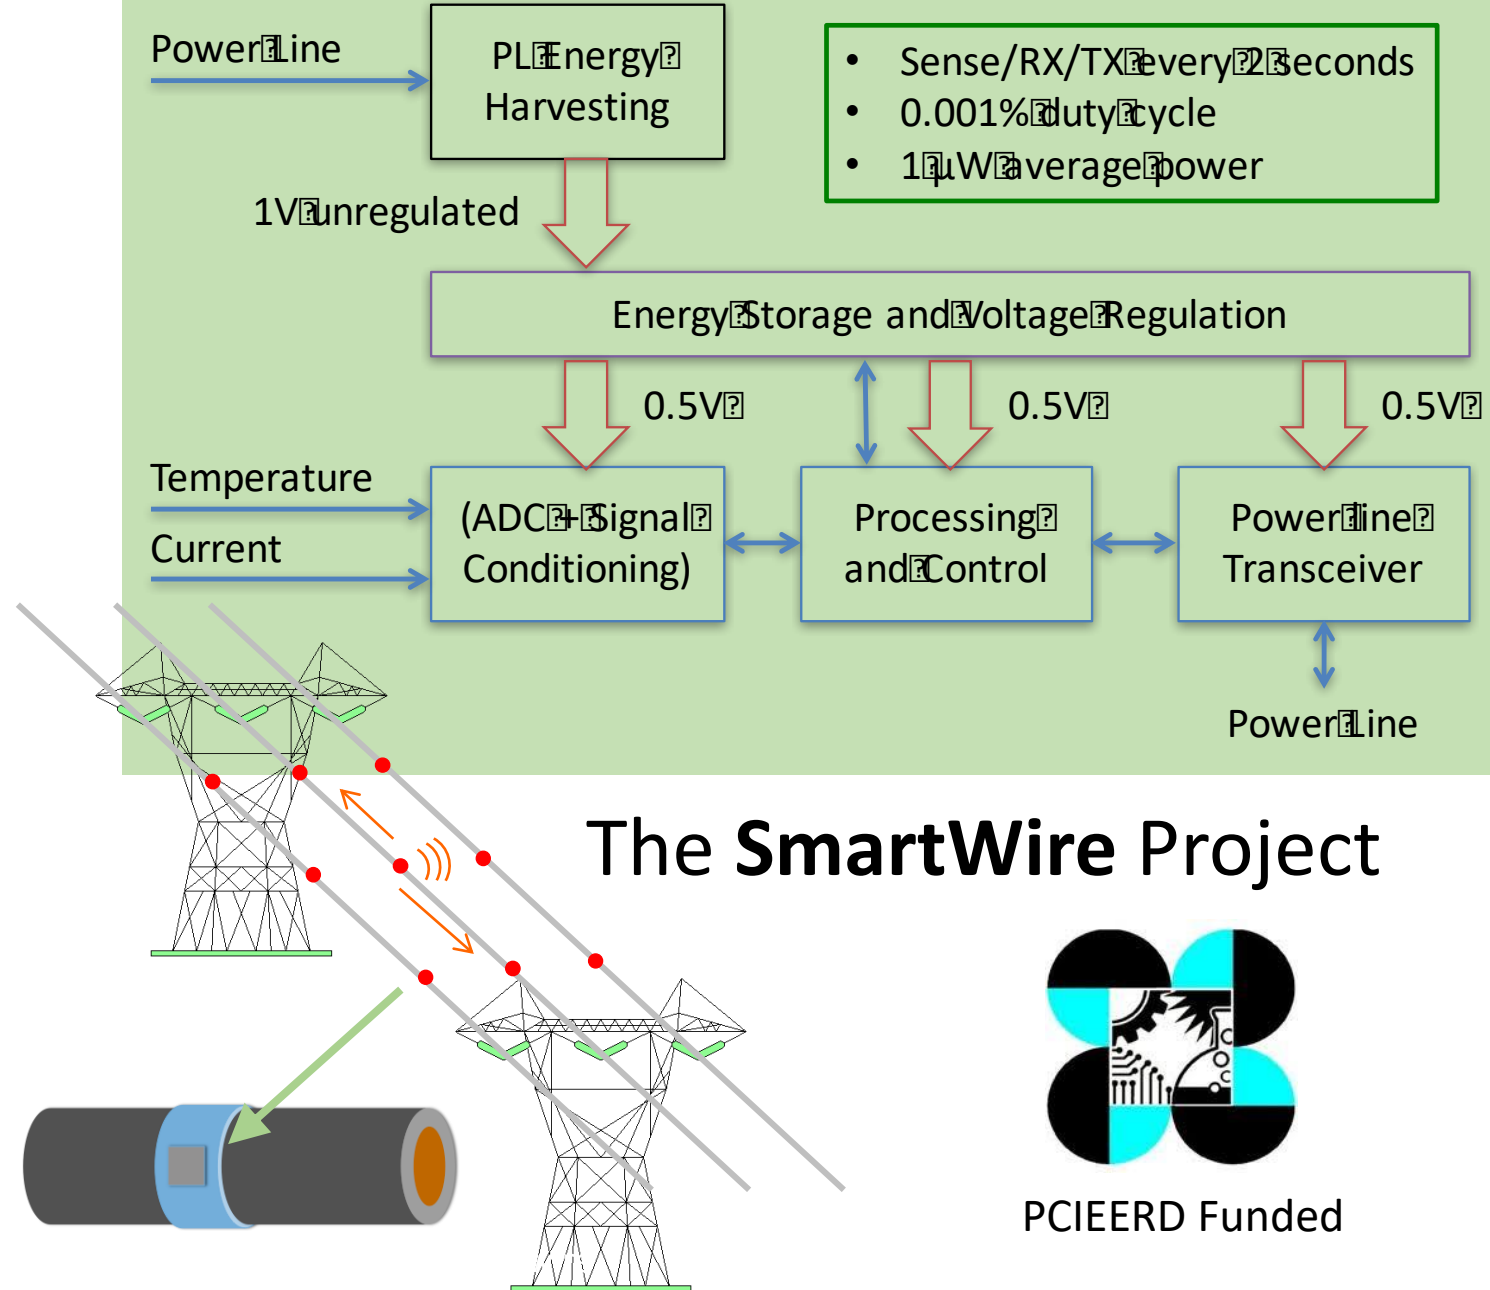 Power Line
PL Energy
Harvesting
• Sense/RX/TX every 2 seconds
• 0.001% duty cycle
• 1 µW average power
1V unregulated
Energy Storage and Voltage Regulation
0.5V
0.5V
0.5V
Temperature
Current
(ADC + Signal
Conditioning)
Processing
and Control
Power line
Transceiver
Power Line
The SmartWire Project
PCIEERD Funded